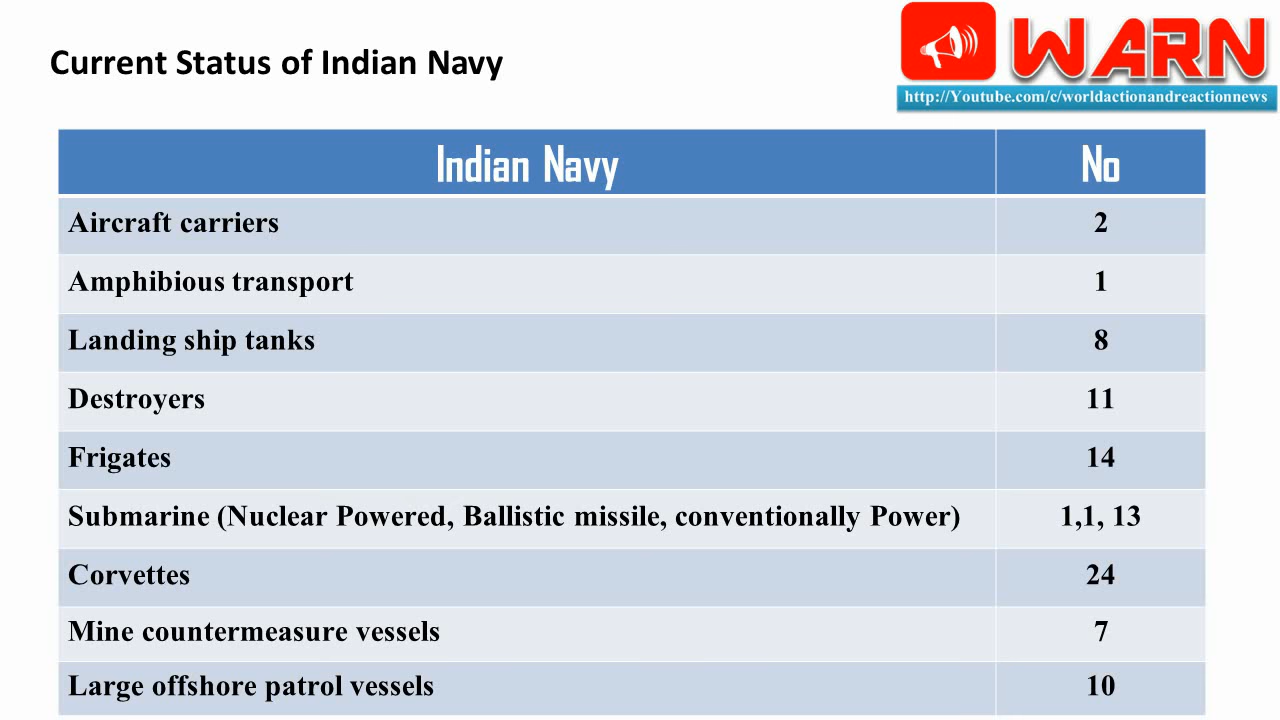 Current Status of Indian Navy
WARN
http://Youtube.com/c/worldactionandreactionnews
Indian Navy No
Aircraft carriers 2
Amphibious transport 1
Landing ship tanks 8
Destroyers 11
Frigates 14
Submarine (Nuclear Powered, Ballistic missile, conventionally Power) 1,1, 13
Corvettes 24
Mine countermeasure vessels 7
Large offshore patrol vessels 10